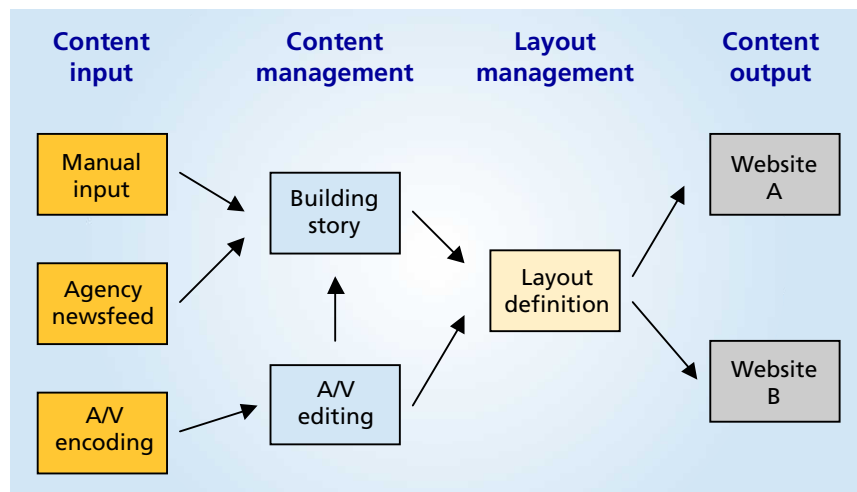 Content
input
Content
management
Layout
management
Content
output
Manual
input
Agency
newsfeed
A/V
encoding
Building
story
A/V
editing
Layout
definition
Website
A
Website
B